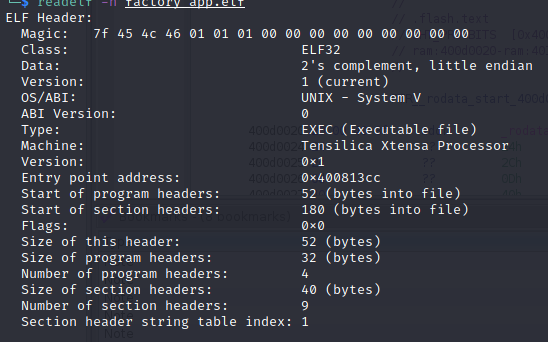 $ readelf -h factory_app.elf
ELF Header:
Magic: 7f 45 4c 46 01 01 01 00 00 00 00 00 00 00 00 00
Class: ELF32
Data: 2's complement, little endian
Version: 1 (current)
OS/ABI: UNIX - System V
ABI Version: 0
Type: EXEC (Executable file)
Machine: Tensilica Xtensa Processor
Version: 0×1
Entry point address: 0×400813cc
Start of program headers: 52 (bytes into file)
Start of section headers: 180 (bytes into file)
Flags: 0×0
Size of this header: 52 (bytes)
Size of program headers: 32 (bytes)
Number of program headers: 4
Size of section headers: 40 (bytes)
Number of section headers: 9
Section header string table index: 1